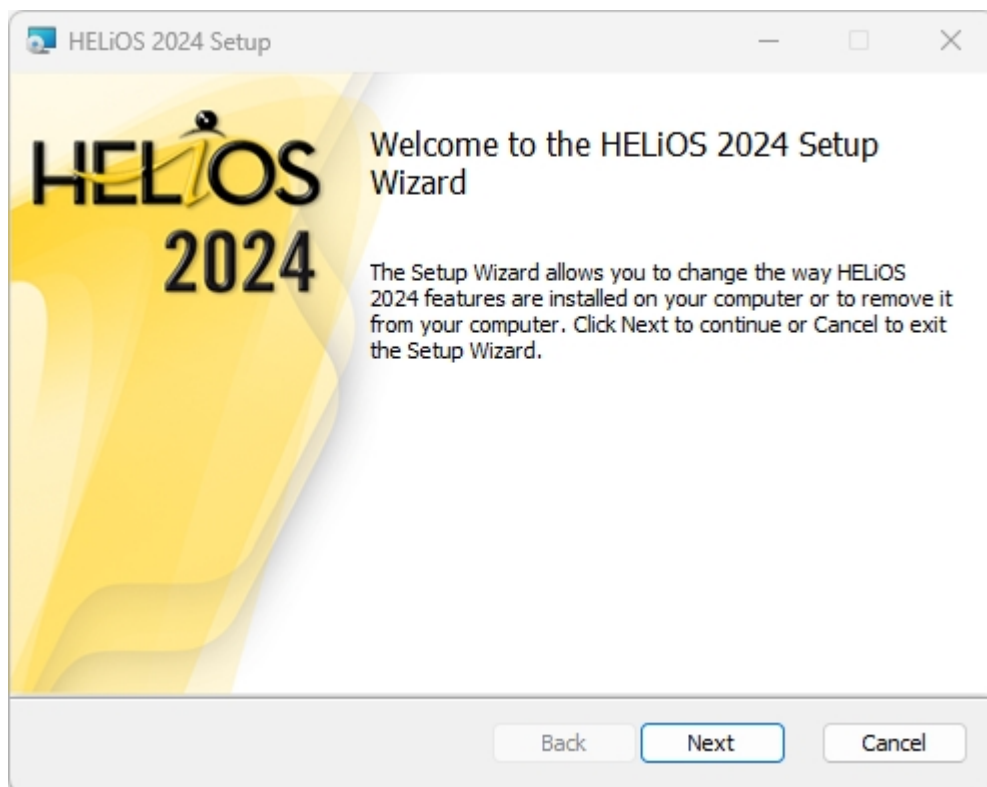 HELiOS 2024 Setup
HELiOS
2024
Welcome to the HELiOS 2024 Setup
Wizard
The Setup Wizard allows you to change the way HELiOS
2024 features are installed on your computer or to remove it
from your computer. Click Next to continue or Cancel to exit
the Setup Wizard.
Back Next Cancel